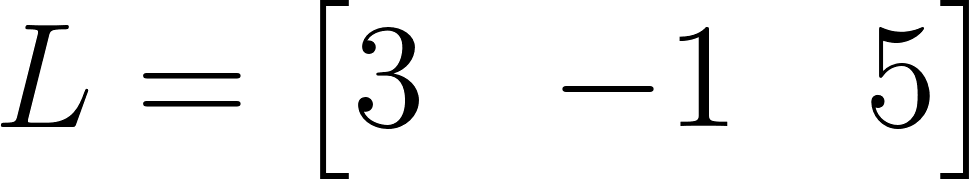 L = [3 −1 5]